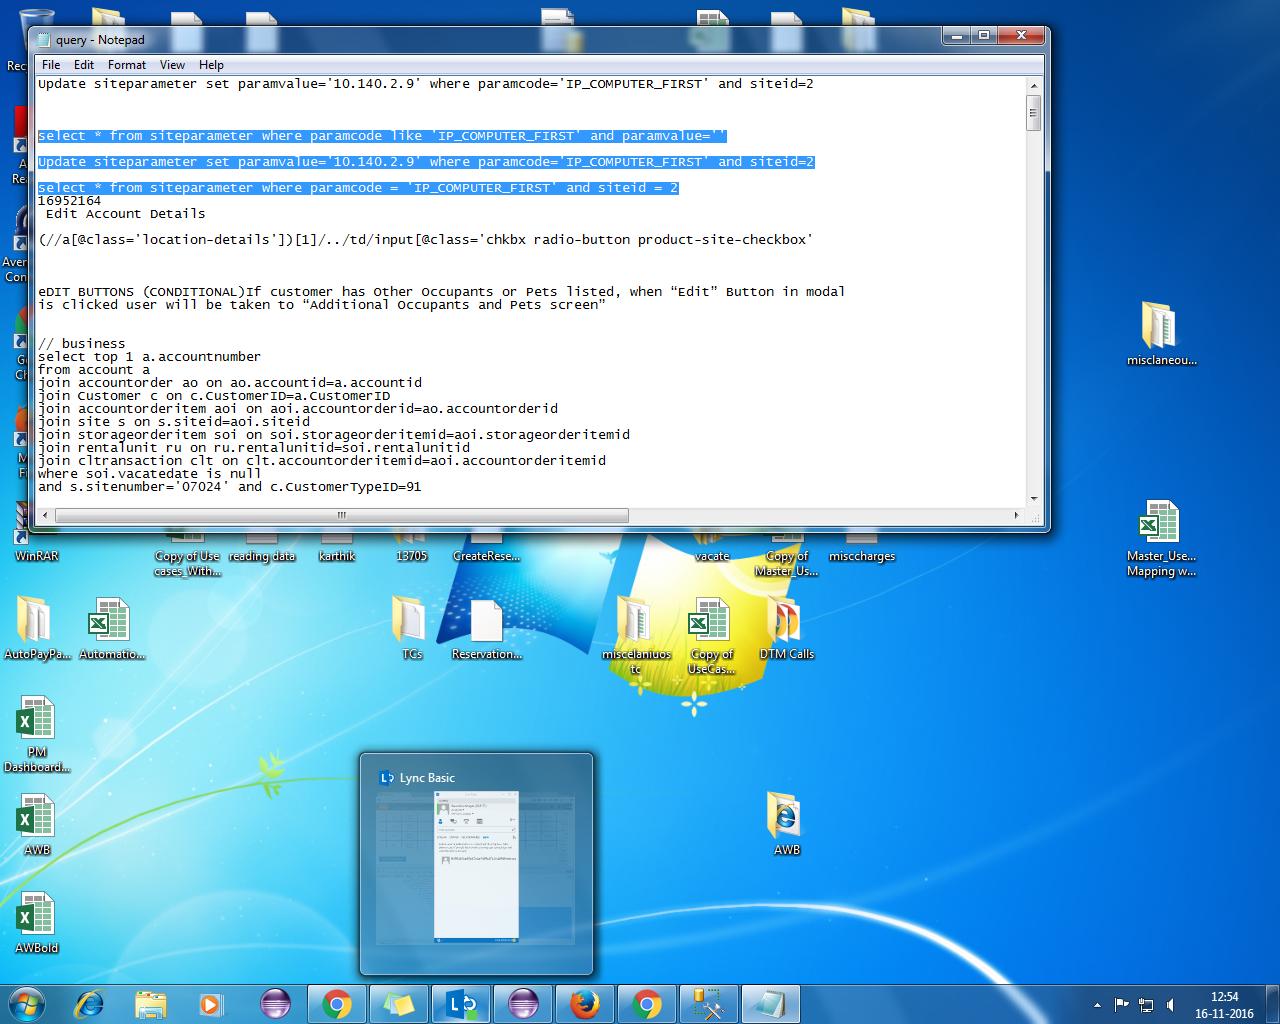 query - Notepad
File Edit Format View Help
Update siteparameter set paramvalue='10.140.2.9' where paramcode='IP_COMPUTER_FIRST' and siteid=2
select * from siteparameter where paramcode like 'IP_COMPUTER_FIRST' and paramvalue=''
Update siteparameter set paramvalue='10.140.2.9' where paramcode='IP_COMPUTER_FIRST' and siteid=2
select * from siteparameter where paramcode = 'IP_COMPUTER_FIRST' and siteid = 2
16952164
Edit Account Details
(//a[@class='location-details'])[1]/../td/input[@class='chkbx radio-button product-site-checkbox'
eDIT BUTTONS (CONDITIONAL)If customer has Other Occupants or Pets listed, when “Edit” Button in modal
is clicked user will be taken to “Additional Occupants and Pets screen”
// business
select top 1 a.accountnumber
from account a
join accountorder ao on ao.accountid=a.accountid
join Customer c on c.CustomerID=a.CustomerID
join accountorderitem aoi on aoi.accountorderid=ao.accountorderid
join site s on s.siteid=aoi.siteid
join storageorderitem soi on soi.storageorderitemid=aoi.storageorderitemid
join rentalunit ru on ru.rentalunitid=soi.rentalunitid
join cltransaction clt on clt.accountorderitemid=aoi.accountorderitemid
where soi.vacatedate is null
and s.sitenumber='07024' and c.CustomerTypeID=91
misclaneou...
WinRAR
Copy of Use
cases_With...
reading data
karthik
13705
CreateRese...
vacate
Copy of
Master_Us...
misccharges
Master_Use...
Mapping w...
AutoPayPa...
Automatio...
TCs
Reservation...
miscelaniuos
tc
Copy of
UseCas...
DTM Calls
PM
Dashboard...
Lync Basic
AWB
AWB
AWBold
12:54
16-11-2016